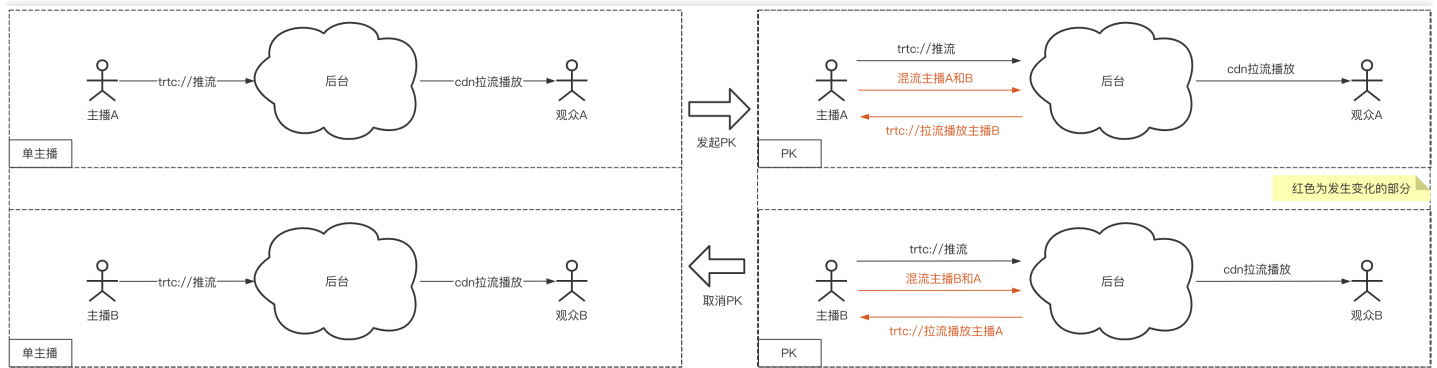 trtc://推流
后台
cdn拉流播放
主播A
观众A
单主播
trtc://推流
后台
cdn拉流播放
主播B
观众B
单主播
发起PK
取消PK
trtc://推流
混流主播A和B
trtc://拉流播放主播B
后台
cdn拉流播放
主播A
观众A
PK
红色为发生变化的部分
trtc://推流
混流主播B和A
trtc://拉流播放主播A
后台
cdn拉流播放
主播B
观众B
PK